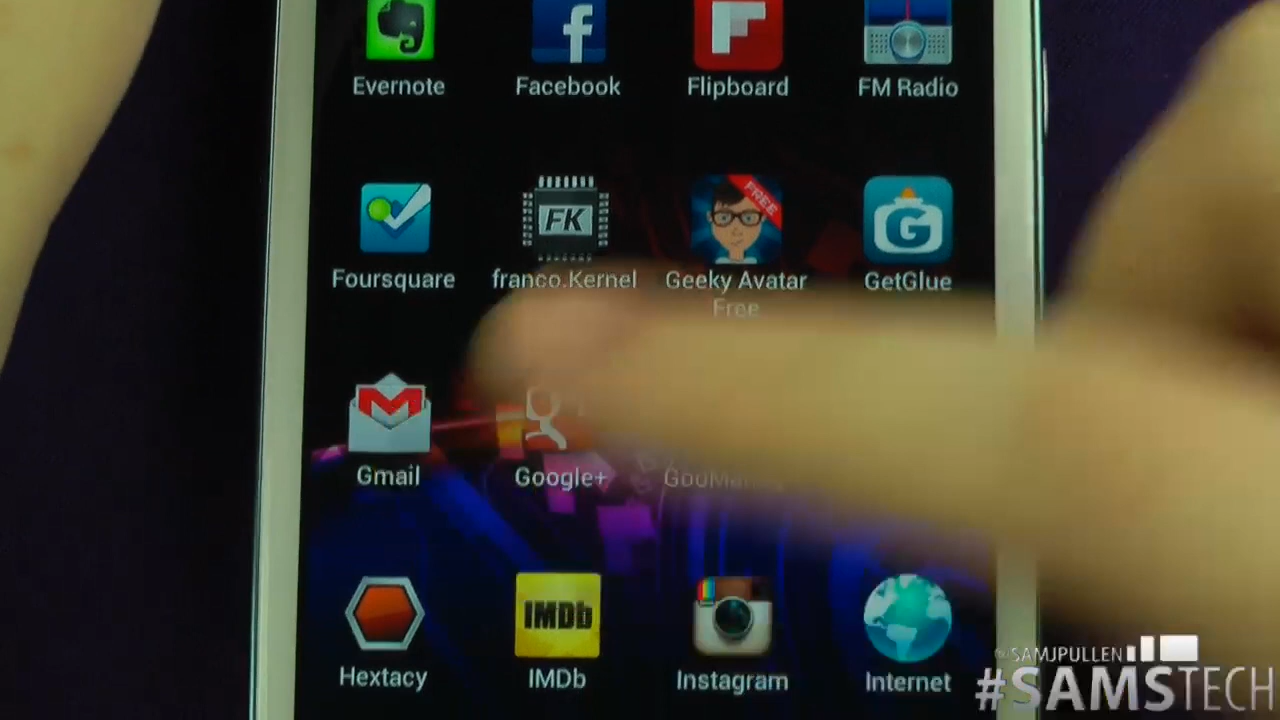 Evernote Facebook Flipboard FM Radio
FK FREE G
Foursquare franco.Kernel Geeky Avatar GetGlue
Free
Gmail Google+
IMDb
Hextacy IMDb Instagram Internet
@SAMJPULLEN
#SAMSTECH